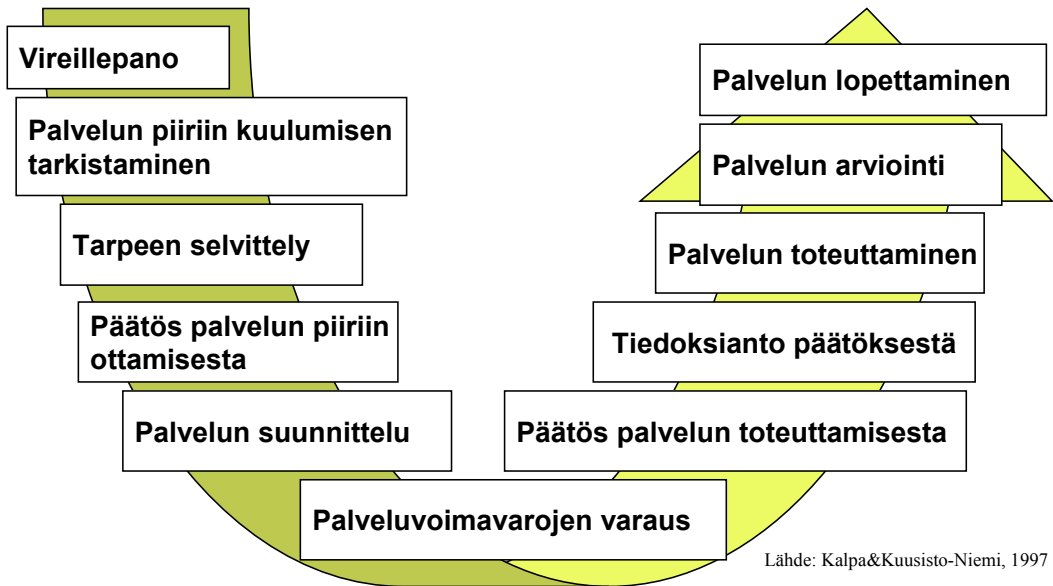 Vireillepano
Palvelun piiriin kuulumisen
tarkistaminen
Tarpeen selvittely
Päätös palvelun piiriin
ottamisesta
Palvelun suunnittelu
Palveluvoimavarojen varaus
Päätös palvelun toteuttamisesta
Tiedoksianto päätöksestä
Palvelun toteuttaminen
Palvelun arviointi
Palvelun lopettaminen
Lähde: Kalpa&Kuusisto-Niemi, 1997